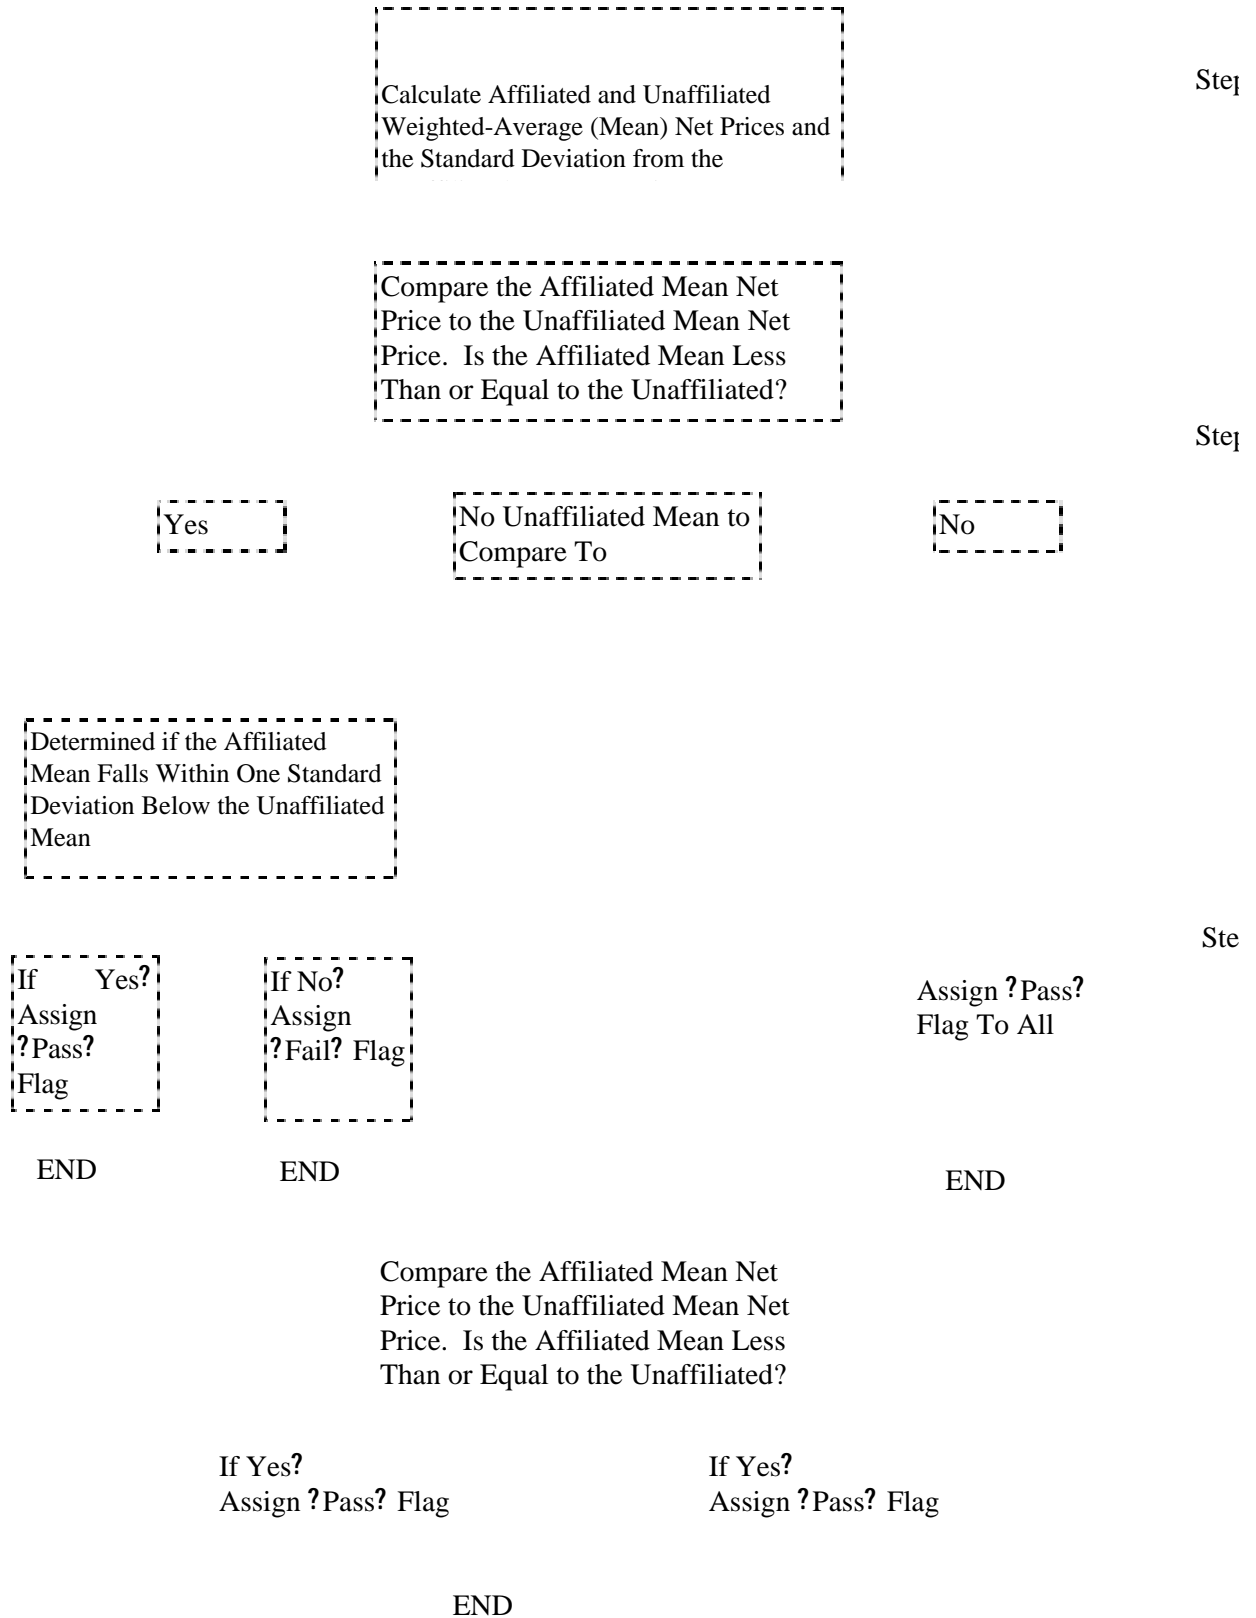 Step
Calculate Affiliated and Unaffiliated
Weighted-Average (Mean) Net Prices and
the Standard Deviation from the
Compare the Affiliated Mean Net
Price to the Unaffiliated Mean Net
Price. Is the Affiliated Mean Less
Than or Equal to the Unaffiliated?
Step
Yes
No Unaffiliated Mean to
Compare To
No
Determined if the Affiliated
Mean Falls Within One Standard
Deviation Below the Unaffiliated
Mean
Ste
If Yes?
Assign
?Pass?
Flag
If No?
Assign
?Fail? Flag
Assign ?Pass?
Flag To All
END
END
END
Compare the Affiliated Mean Net
Price to the Unaffiliated Mean Net
Price. Is the Affiliated Mean Less
Than or Equal to the Unaffiliated?
If Yes?
Assign ?Pass? Flag
If Yes?
Assign ?Pass? Flag
END